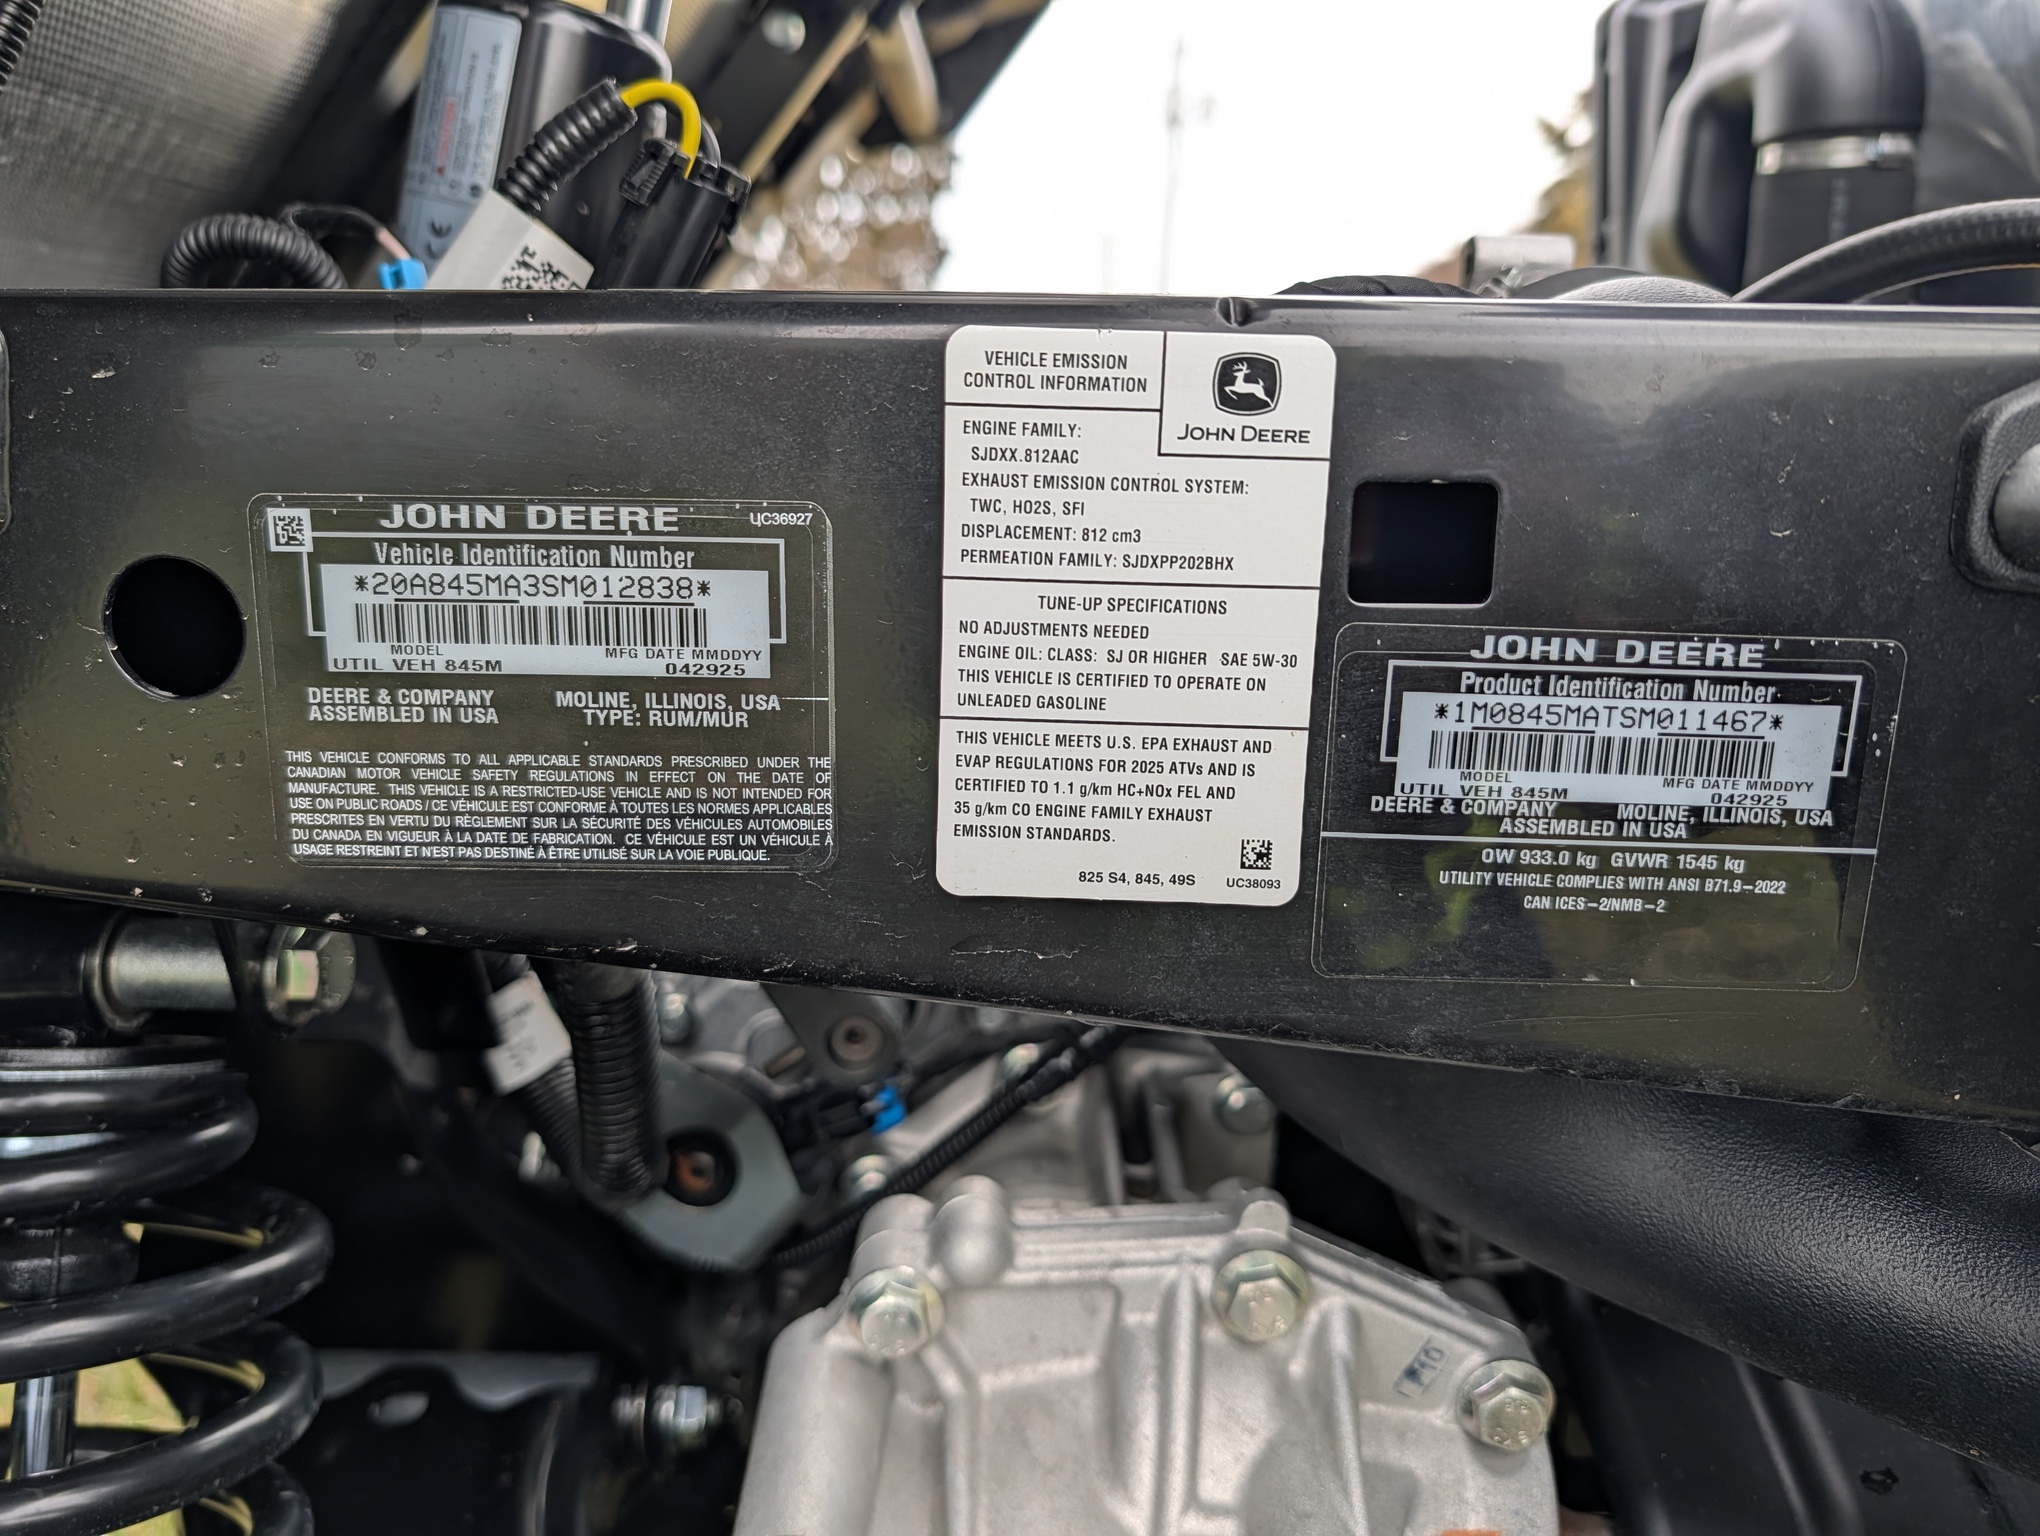 JOHN DEERE
UC36927
Vehicle Identification Number
*20A845MA3SM012838*
MODEL
MFG DATE MMDDYY
UTIL VEH 845M
042925
DEERE & COMPANY
MOLINE, ILLINOIS, USA
ASSEMBLED IN USA
TYPE: RUM/MUR
THIS VEHICLE CONFORMS TO ALL APPLICABLE STANDARDS PRESCRIBED UNDER THE
CANADIAN MOTOR VEHICLE SAFETY REGULATIONS IN EFFECT ON THE DATE OF
MANUFACTURE. THIS VEHICLE IS A RESTRICTED-USE VEHICLE AND IS NOT INTENDED FOR
USE ON PUBLIC ROADS / CE VÉHICULE EST CONFORME À TOUTES LES NORMES APPLICABLES
PRESCRITES EN VERTU DU RÈGLEMENT SUR LA SÉCURITÉ DES VÉHICULES AUTOMOBILES
DU CANADA EN VIGUEUR À LA DATE DE FABRICATION. CE VÉHICULE EST UN VÉHICULE À
USAGE RESTREINT ET N'EST PAS DESTINÉ À ÊTRE UTILISÉ SUR LA VOIE PUBLIQUE.
VEHICLE EMISSION
CONTROL INFORMATION
JOHN DEERE
ENGINE FAMILY:
SJDXX.812AAC
EXHAUST EMISSION CONTROL SYSTEM:
TWC, HO2S, SFI
DISPLACEMENT: 812 cm3
PERMEATION FAMILY: SJDXPP202BHX
TUNE-UP SPECIFICATIONS
NO ADJUSTMENTS NEEDED
ENGINE OIL: CLASS: SJ OR HIGHER SAE 5W-30
THIS VEHICLE IS CERTIFIED TO OPERATE ON
UNLEADED GASOLINE
THIS VEHICLE MEETS U.S. EPA EXHAUST AND
EVAP REGULATIONS FOR 2025 ATVs AND IS
CERTIFIED TO 1.1 g/km HC+NOx FEL AND
35 g/km CO ENGINE FAMILY EXHAUST
EMISSION STANDARDS.
825 S4, 845, 49S
UC38093
JOHN DEERE
Product Identification Number
*1M0845MATSM011467*
MODEL
MFG DATE MMDDYY
UTIL VEH 845M
042925
DEERE & COMPANY
MOLINE, ILLINOIS, USA
ASSEMBLED IN USA
OW 933.0 kg GVWR 1545 kg
UTILITY VEHICLE COMPLIES WITH ANSI B71.9-2022
CAN ICES-2/NMB-2